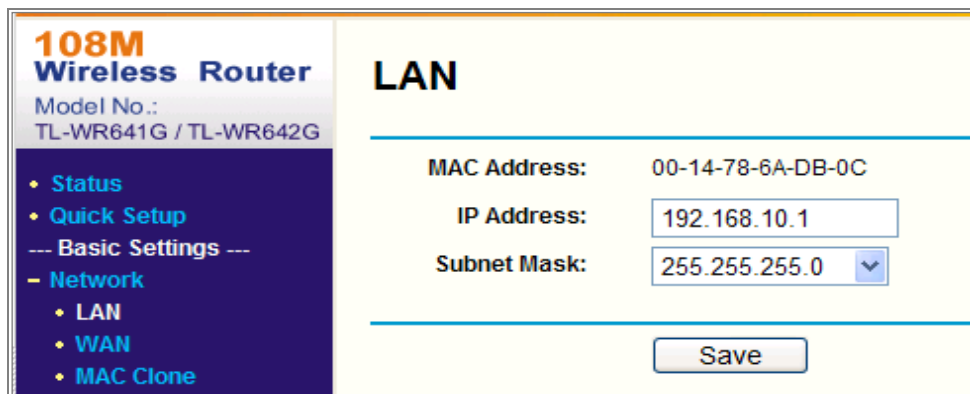 108M
Wireless Router
Model No.:
TL-WR641G / TL-WR642G
• Status
• Quick Setup
--- Basic Settings ---
– Network
• LAN
• WAN
• MAC Clone
LAN
MAC Address: 00-14-78-6A-DB-0C
IP Address: 192.168.10.1
Subnet Mask: 255.255.255.0
Save